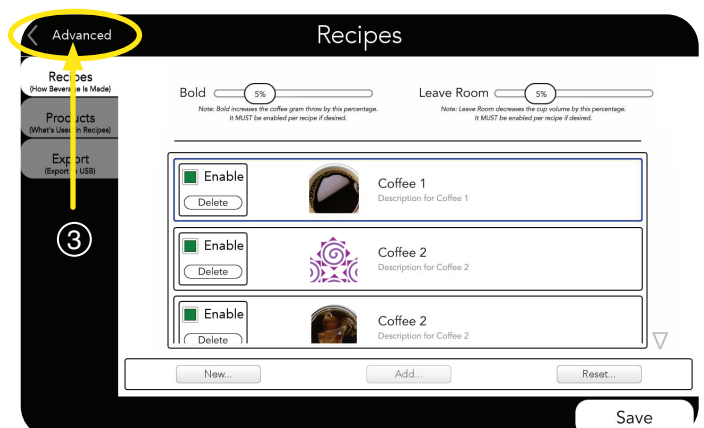 Advanced
Recipes
Recipes
(How Beverage Is Made)
Products
(What's Used In Recipes)
Export
(Export to USB)
3
Bold 5%
Note: Bold increases the coffee gram throw by this percentage.
It MUST be enabled per recipe if desired.
Leave Room 5%
Note: Leave Room decreases the cup volume by this percentage.
It MUST be enabled per recipe if desired.
Enable
Delete
Coffee 1
Description for Coffee 1
Enable
Delete
Coffee 2
Description for Coffee 2
Enable
Delete
Coffee 2
Description for Coffee 2
New... Add... Reset...
Save